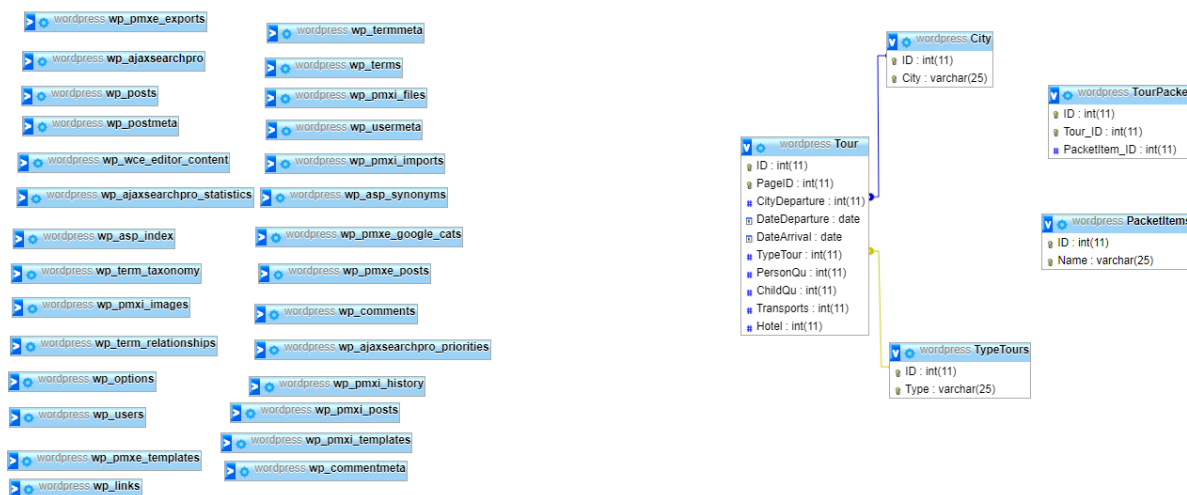 wordpress wp_pmxe_exports
wordpress wp_ajaxsearchpro
wordpress wp_posts
wordpress wp_postmeta
wordpress wp_wce_editor_content
wordpress wp_ajaxsearchpro_statistics
wordpress wp_asp_index
wordpress wp_term_taxonomy
wordpress wp_pmxi_images
wordpress wp_term_relationships
wordpress wp_options
wordpress wp_users
wordpress wp_pmxe_templates
wordpress wp_links
wordpress wp_termmeta
wordpress wp_terms
wordpress wp_pmxi_files
wordpress wp_usermeta
wordpress wp_pmxi_imports
wordpress wp_asp_synonyms
wordpress wp_pmxe_google_cats
wordpress wp_pmxe_posts
wordpress wp_comments
wordpress wp_ajaxsearchpro_priorities
wordpress wp_pmxi_history
wordpress wp_pmxi_posts
wordpress wp_pmxi_templates
wordpress wp_commentmeta
wordpress Tour
ID : int(11)
PageID : int(11)
CityDeparture : int(11)
DateDeparture : date
DateArrival : date
TypeTour : int(11)
PersonQu : int(11)
ChildQu : int(11)
Transports : int(11)
Hotel : int(11)
wordpress City
ID : int(11)
City : varchar(25)
wordpress TypeTours
ID : int(11)
Type : varchar(25)
wordpress TourPacke
ID : int(11)
Tour_ID : int(11)
PacketItem_ID : int(11)
wordpress PacketItems
ID : int(11)
Name : varchar(25)